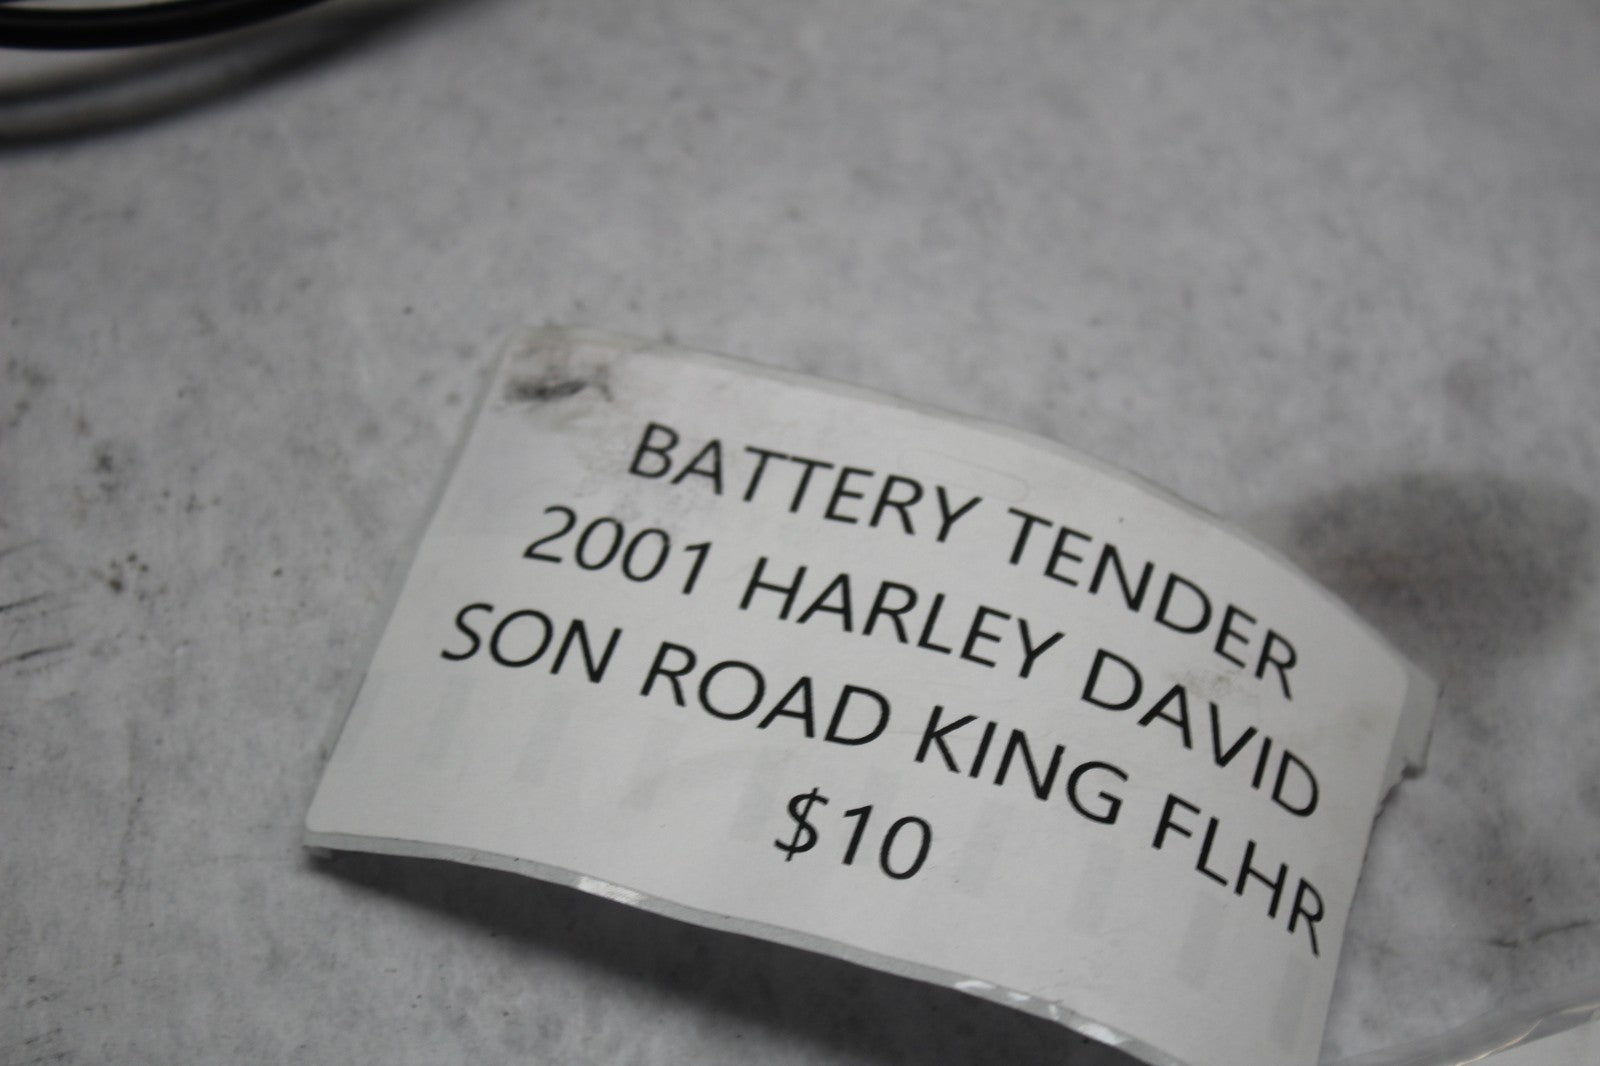 BATTERY TENDER
2001 HARLEY DAVID
SON ROAD KING FLHR
$10